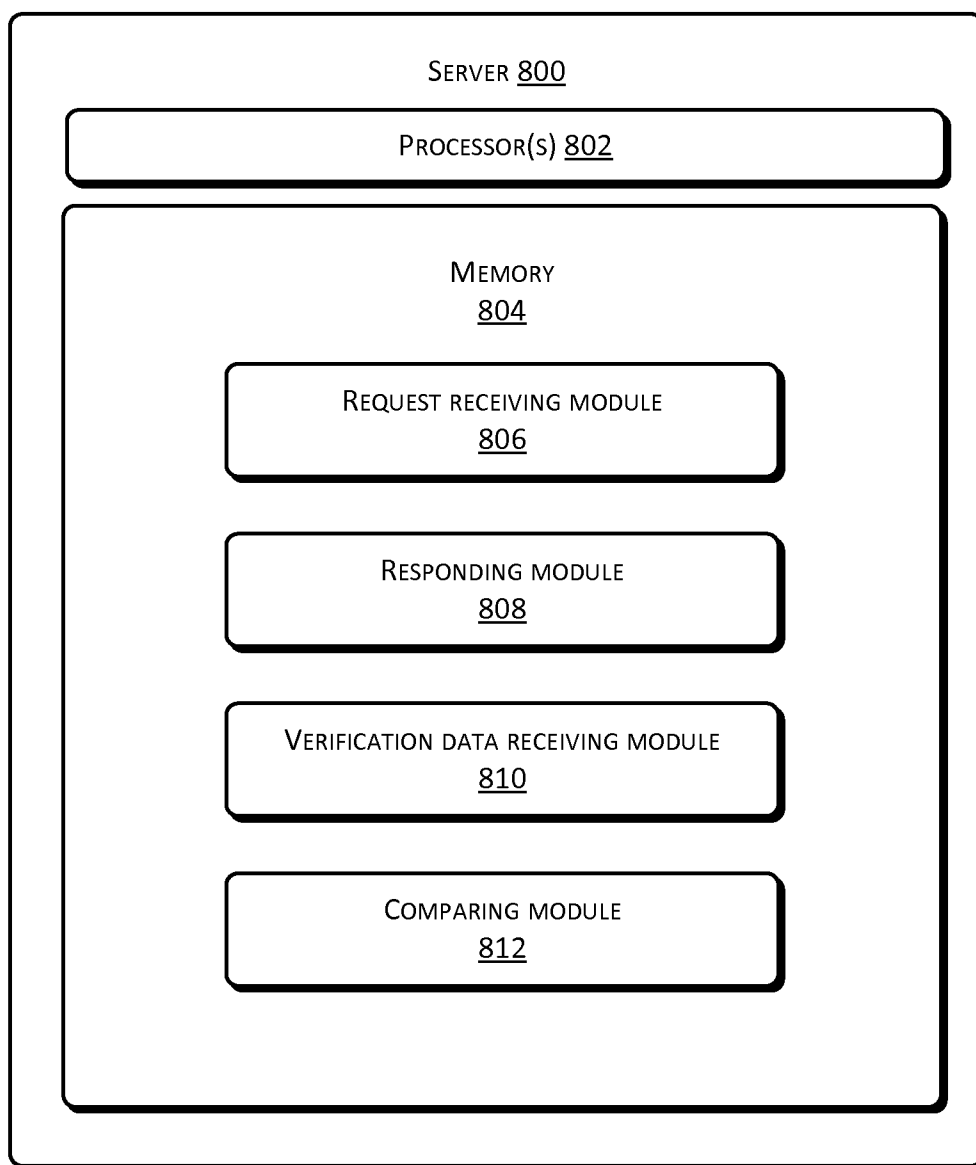 SERVER 800
PROCESSOR(S) 802
MEMORY
804
REQUEST RECEIVING MODULE
806
RESPONDING MODULE
808
VERIFICATION DATA RECEIVING MODULE
810
COMPARING MODULE
812